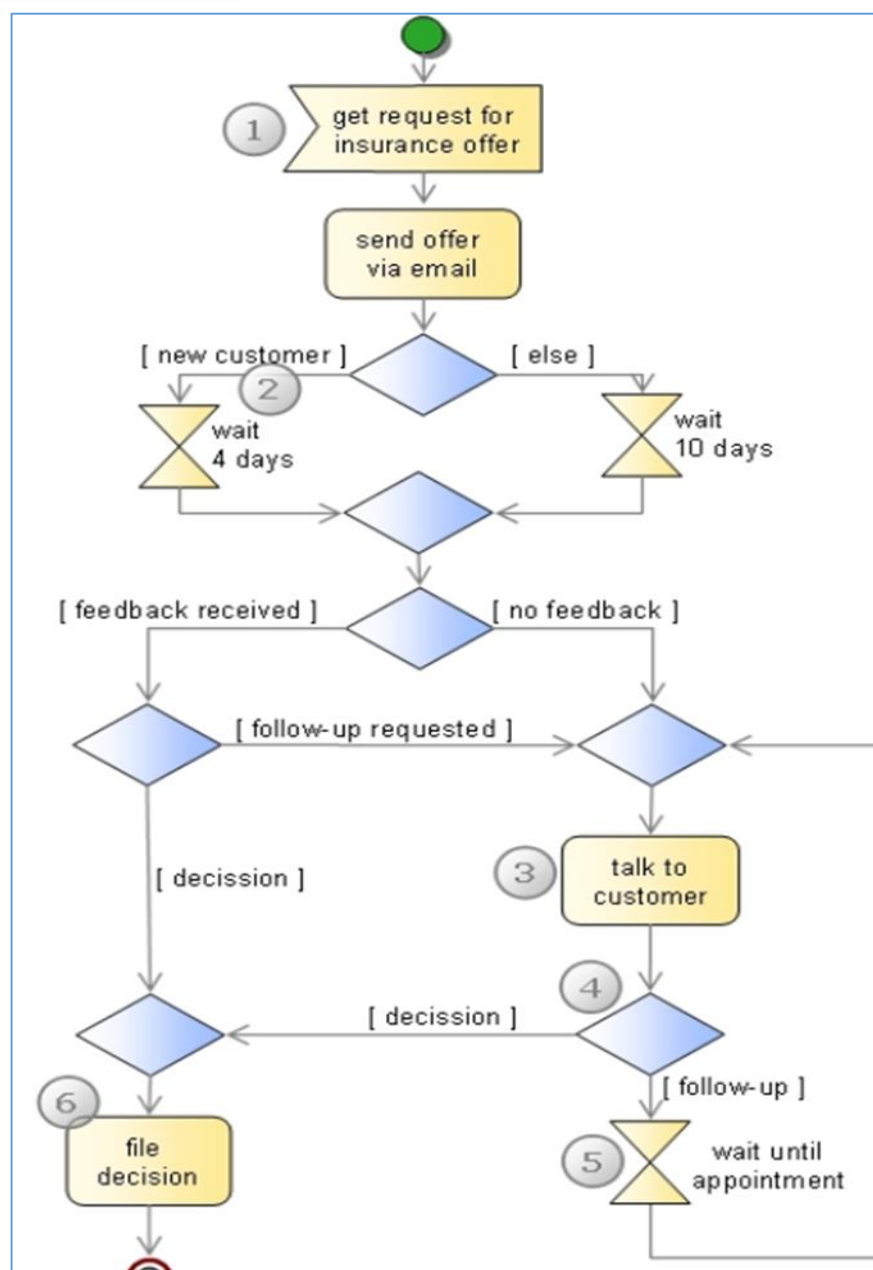 1
get request for
insurance offer
send offer
via email
[ new customer ]
[ else ]
2
wait
4 days
wait
10 days
[ feedback received ]
[ no feedback ]
[ follow-up requested ]
[ decission ]
3
talk to
customer
4
[ decission ]
[ follow-up ]
6
file
decision
5
wait until
appointment